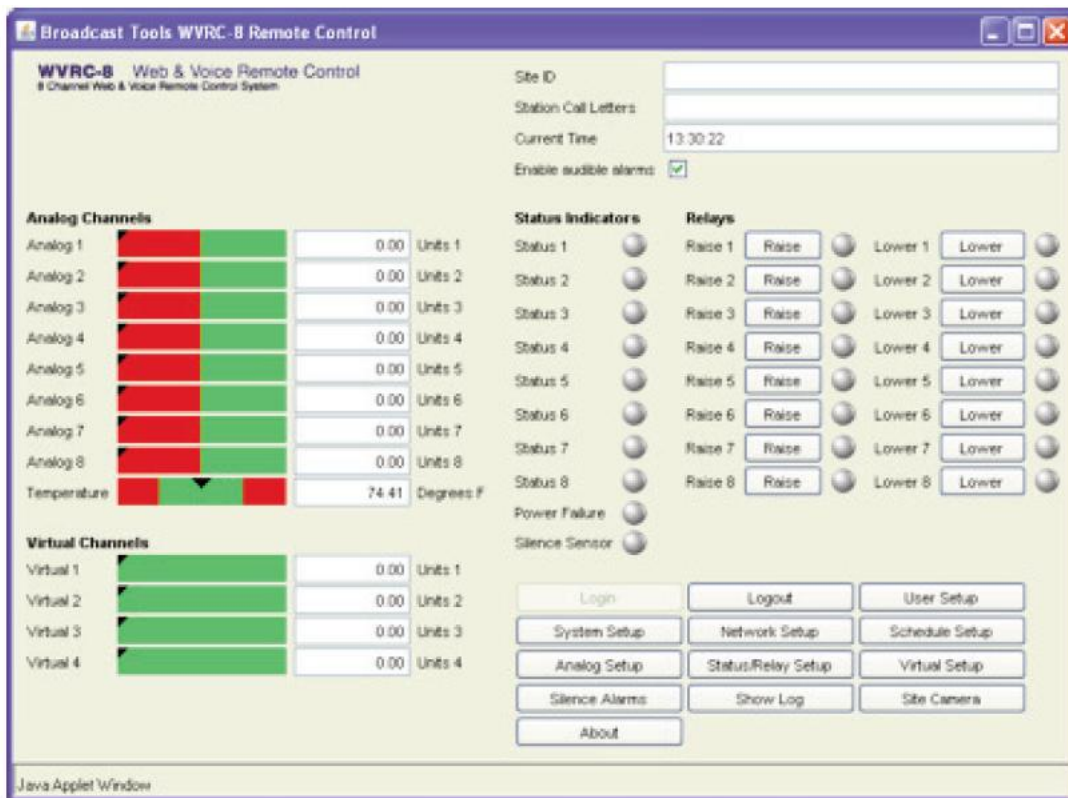 Broadcast Tools WVRC-8 Remote Control
WVRC-8 Web & Voice Remote Control
8 Channel Web & Voice Remote Control System
Site ID
Station Call Letters
Current Time 13:30:22
Enable audible alarms
Analog Channels
Analog 1 0.00 Units 1
Analog 2 0.00 Units 2
Analog 3 0.00 Units 3
Analog 4 0.00 Units 4
Analog 5 0.00 Units 5
Analog 6 0.00 Units 6
Analog 7 0.00 Units 7
Analog 8 0.00 Units 8
Temperature 74.41 Degrees F
Virtual Channels
Virtual 1 0.00 Units 1
Virtual 2 0.00 Units 2
Virtual 3 0.00 Units 3
Virtual 4 0.00 Units 4
Status Indicators
Status 1
Status 2
Status 3
Status 4
Status 5
Status 6
Status 7
Status 8
Power Failure
Silence Sensor
Relays
Raise 1 Raise Lower 1 Lower
Raise 2 Raise Lower 2 Lower
Raise 3 Raise Lower 3 Lower
Raise 4 Raise Lower 4 Lower
Raise 5 Raise Lower 5 Lower
Raise 6 Raise Lower 6 Lower
Raise 7 Raise Lower 7 Lower
Raise 8 Raise Lower 8 Lower
Login Logout User Setup
System Setup Network Setup Schedule Setup
Analog Setup Status/Relay Setup Virtual Setup
Silence Alarms Show Log Site Camera
About
Java Applet Window